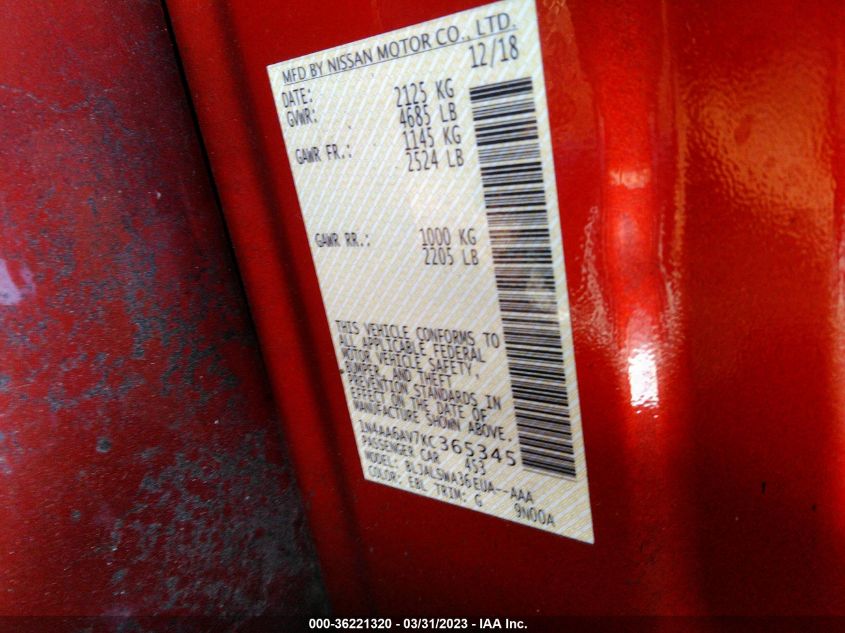 MFD BY NISSAN MOTOR CO., LTD.
DATE: 12/18
GVWR: 2125 KG
4685 LB
GAWR FR.: 1145 KG
2524 LB
GAWR RR.: 1000 KG
2205 LB
THIS VEHICLE CONFORMS TO
ALL APPLICABLE FEDERAL
MOTOR VEHICLE SAFETY,
BUMPER, AND THEFT
PREVENTION STANDARDS IN
EFFECT ON THE DATE OF
MANUFACTURE SHOWN ABOVE.
1N4AA6AV7KC365345
PASSENGER CAR 453
MODEL: BLJALSWA36EUA--AAA
COLOR: EBL TRIM: G 9N00A
000-36221320 - 03/31/2023 - IAA Inc.